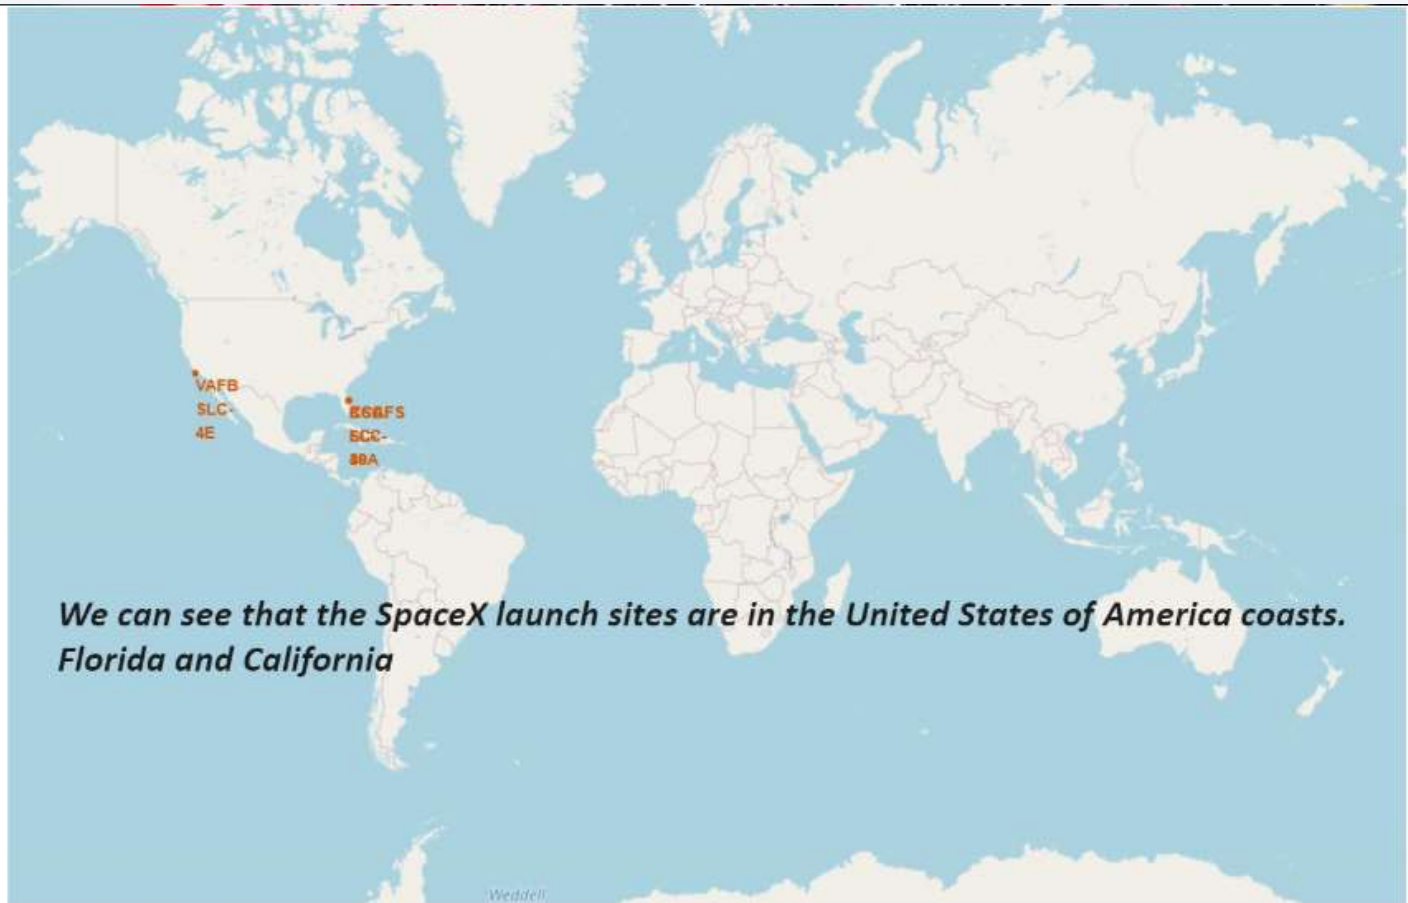 VAFB
SLC-
4E
We can see that the SpaceX launch sites are in the United States of America coasts.
Florida and California
Weddell